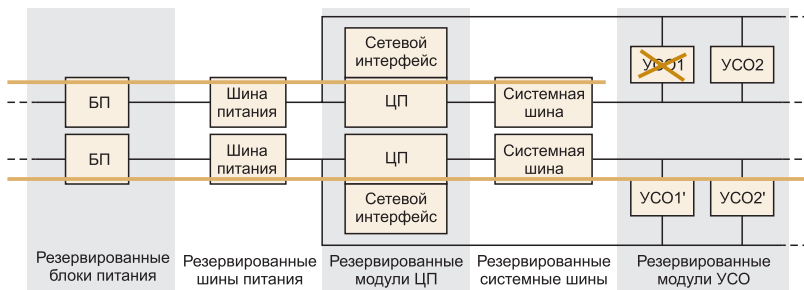 Сетевой
интерфейс
УСО1
УСО2
БП
Шина
питания
ЦП
Системная
шина
БП
Шина
питания
ЦП
Системная
шина
Сетевой
интерфейс
УСО1'
УСО2'
Резервированные
блоки питания
Резервированные
шины питания
Резервированные
модули ЦП
Резервированные
системные шины
Резервированные
модули УСО